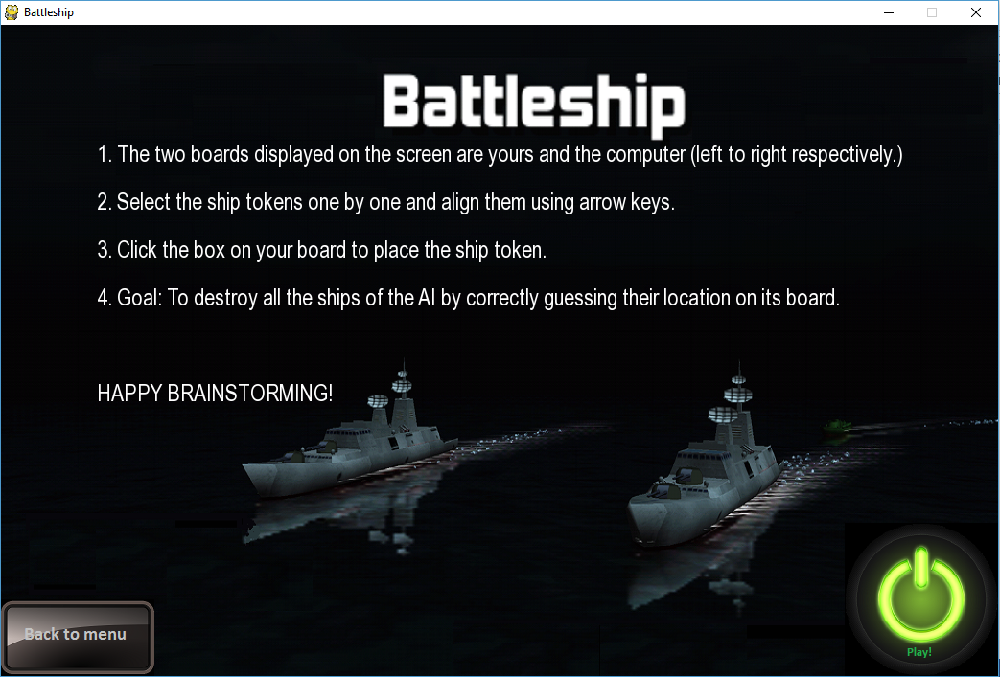 Battleship
Battleship
1. The two boards displayed on the screen are yours and the computer (left to right respectively.)
2. Select the ship tokens one by one and align them using arrow keys.
3. Click the box on your board to place the ship token.
4. Goal: To destroy all the ships of the AI by correctly guessing their location on its board.
HAPPY BRAINSTORMING!
Back to menu
Play!